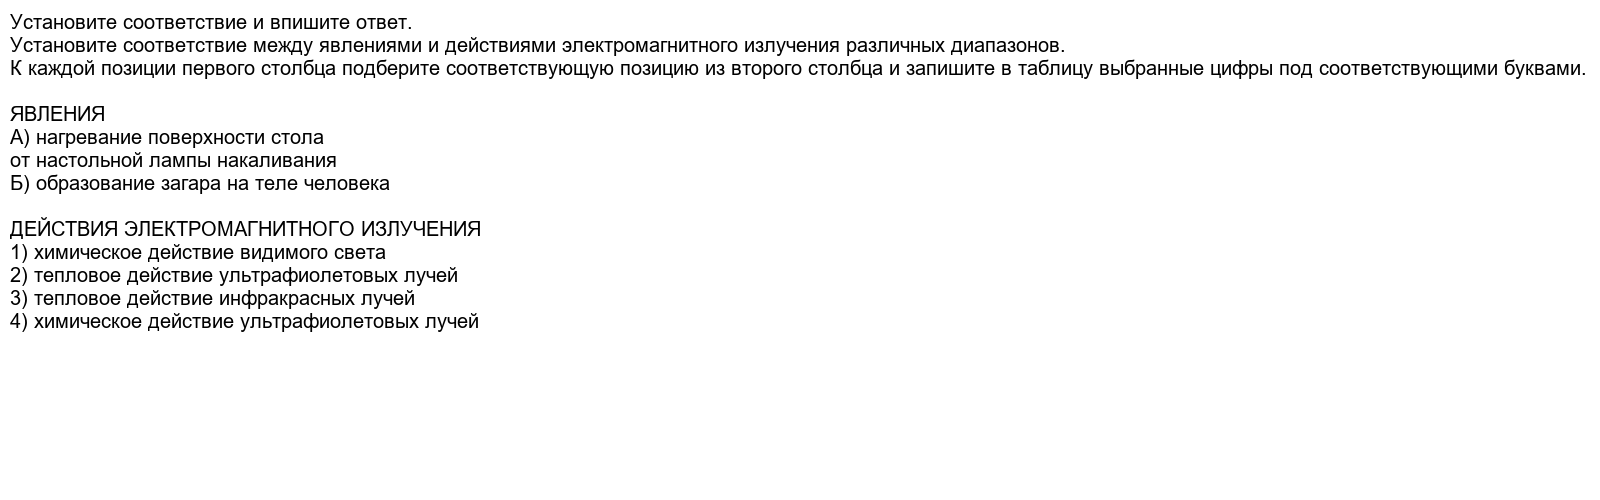 Установите соответствие и впишите ответ.
Установите соответствие между явлениями и действиями электромагнитного излучения различных диапазонов.
К каждой позиции первого столбца подберите соответствующую позицию из второго столбца и запишите в таблицу выбранные цифры под соответствующими буквами.
ЯВЛЕНИЯ
А) нагревание поверхности стола
от настольной лампы накаливания
Б) образование загара на теле человека
ДЕЙСТВИЯ ЭЛЕКТРОМАГНИТНОГО ИЗЛУЧЕНИЯ
1) химическое действие видимого света
2) тепловое действие ультрафиолетовых лучей
3) тепловое действие инфракрасных лучей
4) химическое действие ультрафиолетовых лучей